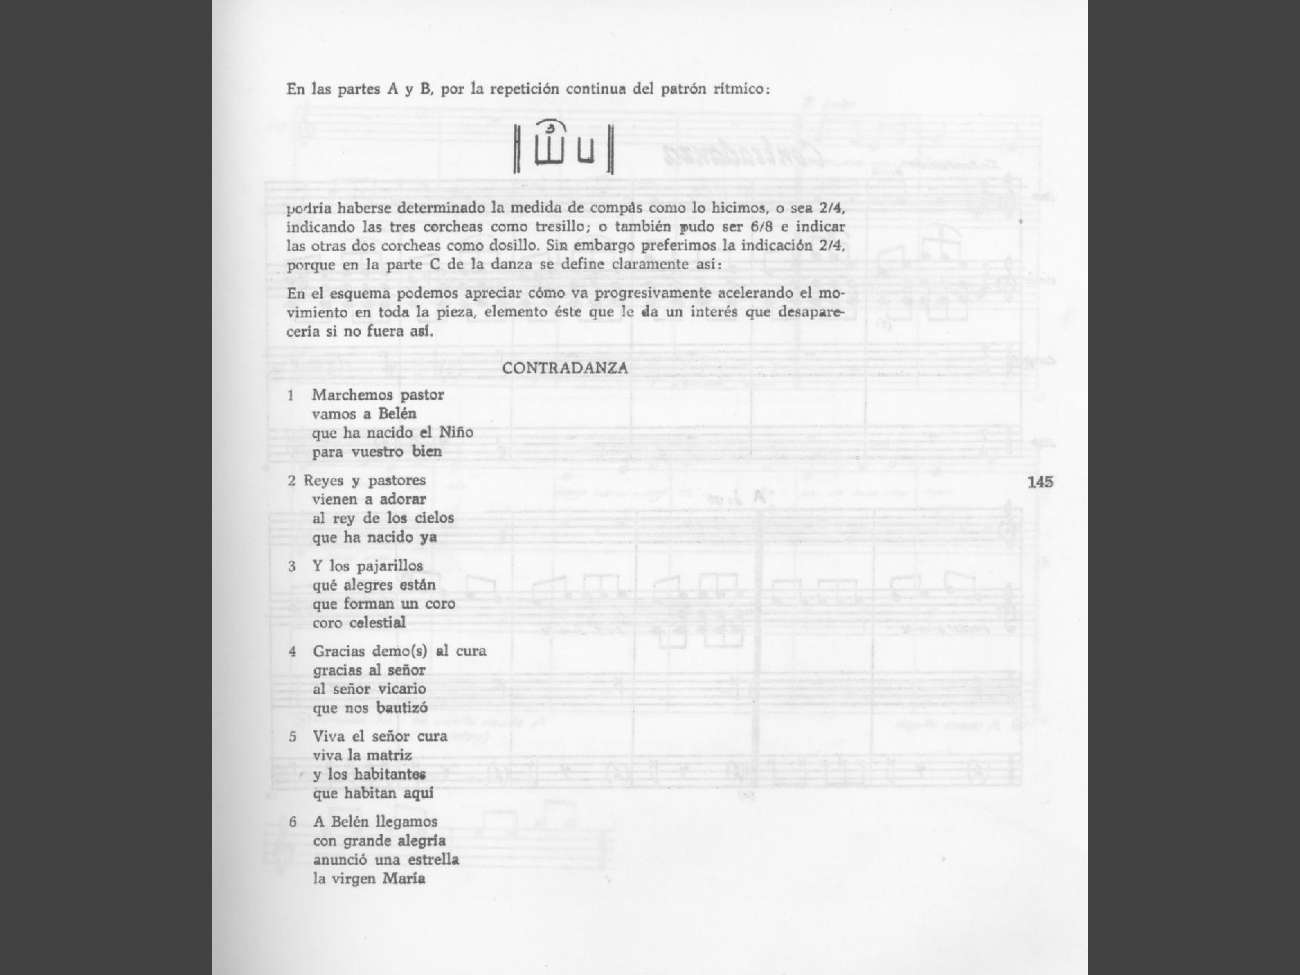 En las partes A y B, por la repetición continua del patrón rítmico:
3
podría haberse determinado la medida de compás como lo hicimos, o sea 2/4,
indicando las tres corcheas como tresillo; o también pudo ser 6/8 e indicar
las otras dos corcheas como dosillo. Sin embargo preferimos la indicación 2/4,
porque en la parte C de la danza se define claramente así:
En el esquema podemos apreciar cómo va progresivamente acelerando el mo-
vimiento en toda la pieza, elemento éste que le da un interés que desapare-
cería si no fuera así.
CONTRADANZA
1 Marchemos pastor
vamos a Belén
que ha nacido el Niño
para vuestro bien
2 Reyes y pastores
vienen a adorar
al rey de los cielos
que ha nacido ya
145
3 Y los pajarillos
qué alegres están
que forman un coro
coro celestial
4 Gracias demo(s) al cura
gracias al señor
al señor vicario
que nos bautizó
5 Viva el señor cura
viva la matriz
y los habitantes
que habitan aquí
6 A Belén llegamos
con grande alegría
anunció una estrella
la virgen María